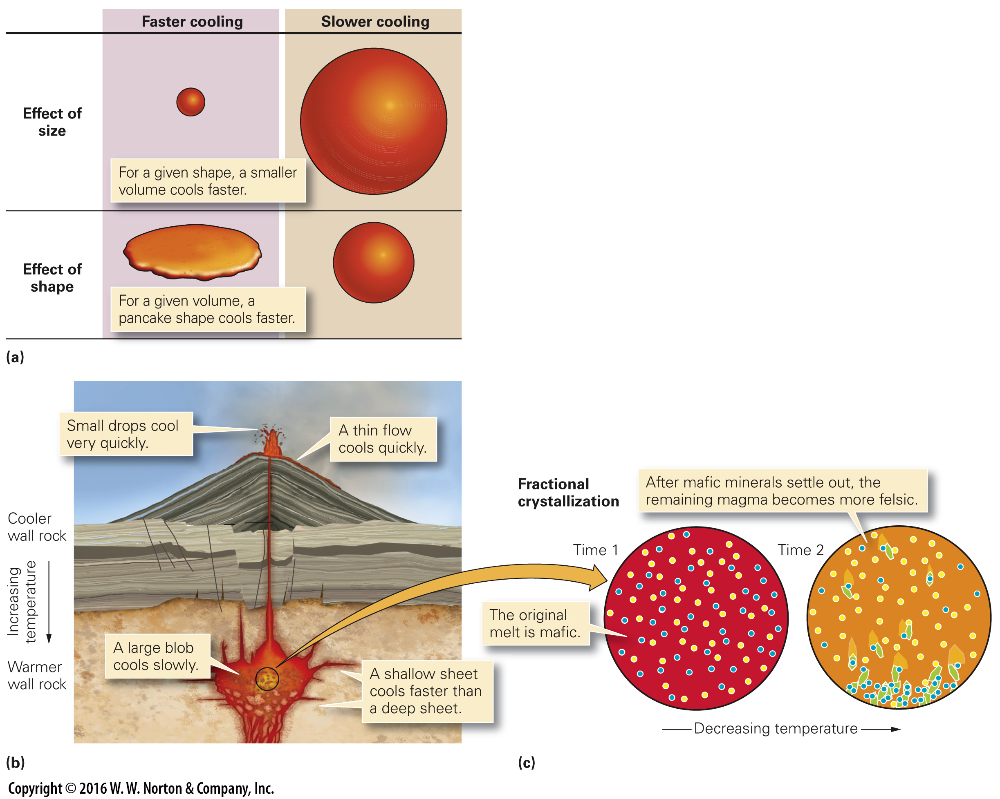 Faster cooling
Slower cooling
Effect of
size
For a given shape, a smaller
volume cools faster.
Effect of
shape
For a given volume, a
pancake shape cools faster.
(a)
Small drops cool
very quickly.
A thin flow
cools quickly.
Cooler
wall rock
Increasing
temperature
Warmer
wall rock
A large blob
cools slowly.
A shallow sheet
cools faster than
a deep sheet.
(b)
Fractional
crystallization
After mafic minerals settle out, the
remaining magma becomes more felsic.
Time 1
Time 2
The original
melt is mafic.
Decreasing temperature
(c)
Copyright © 2016 W. W. Norton & Company, Inc.